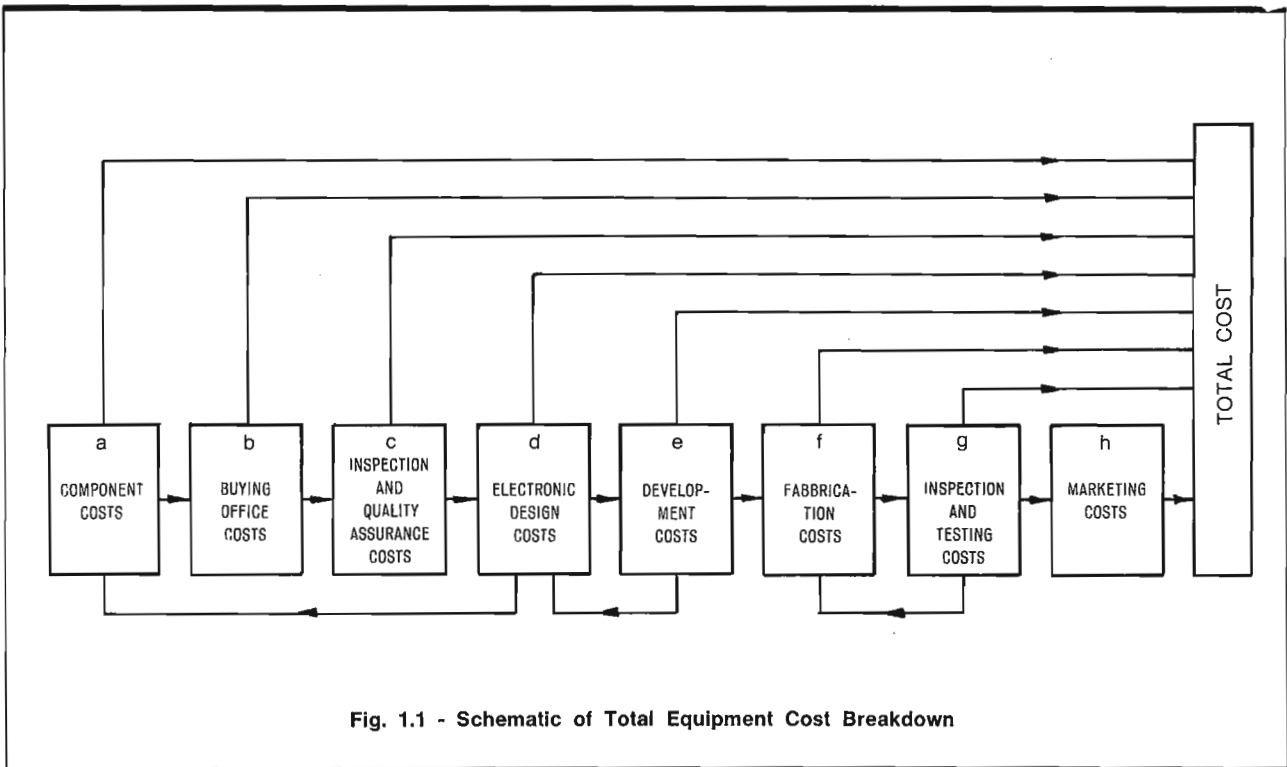 a
COMPONENT
COSTS
b
BUYING
OFFICE
COSTS
c
INSPECTION
AND
QUALITY
ASSURANCE
COSTS
d
ELECTRONIC
DESIGN
COSTS
e
DEVELOP-
MENT
COSTS
f
FABBRICA-
TION
COSTS
g
INSPECTION
AND
TESTING
COSTS
h
MARKETING
COSTS
TOTAL COST
Fig. 1.1 - Schematic of Total Equipment Cost Breakdown